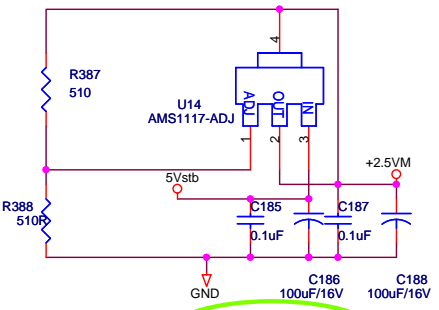 4
R387
510
U14
AMS1117-ADJ
ADJ
OUT
IN
1
2
3
+2.5VM
5Vstb
R388
510R
C185
C187
0.1uF
0.1uF
C186
100uF/16V
C188
100uF/16V
GND